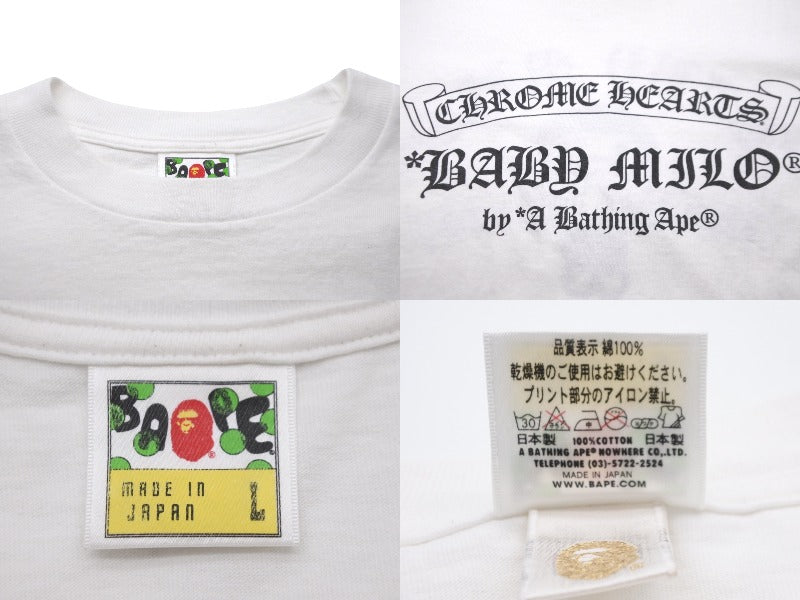 BAPE
CHROME HEARTS®
*BABY MILO®
by *A Bathing Ape®
BAPE®
MADE IN
JAPAN L
品質表示 綿100%
乾燥機のご使用はお避けください。
プリント部分のアイロン禁止。
30
日本製 100%COTTON 日本製
A BATHING APE® NOWHERE CO.,LTD.
TELEPHONE (03)-5722-2524
MADE IN JAPAN
WWW.BAPE.COM